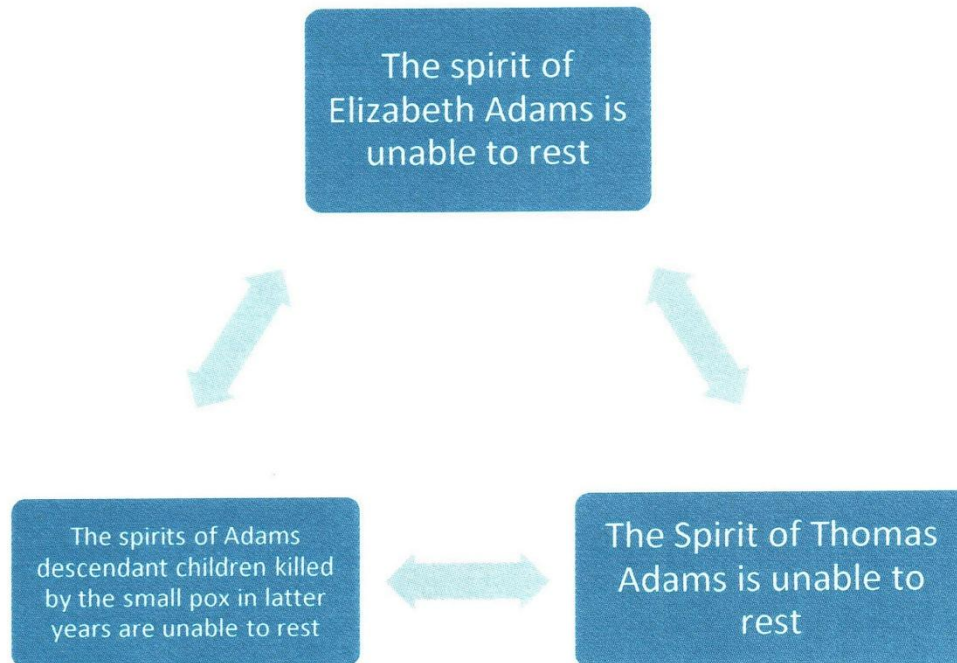 The spirit of
Elizabeth Adams is
unable to rest
The spirits of Adams
descendant children killed
by the small pox in latter
years are unable to rest
The Spirit of Thomas
Adams is unable to
rest